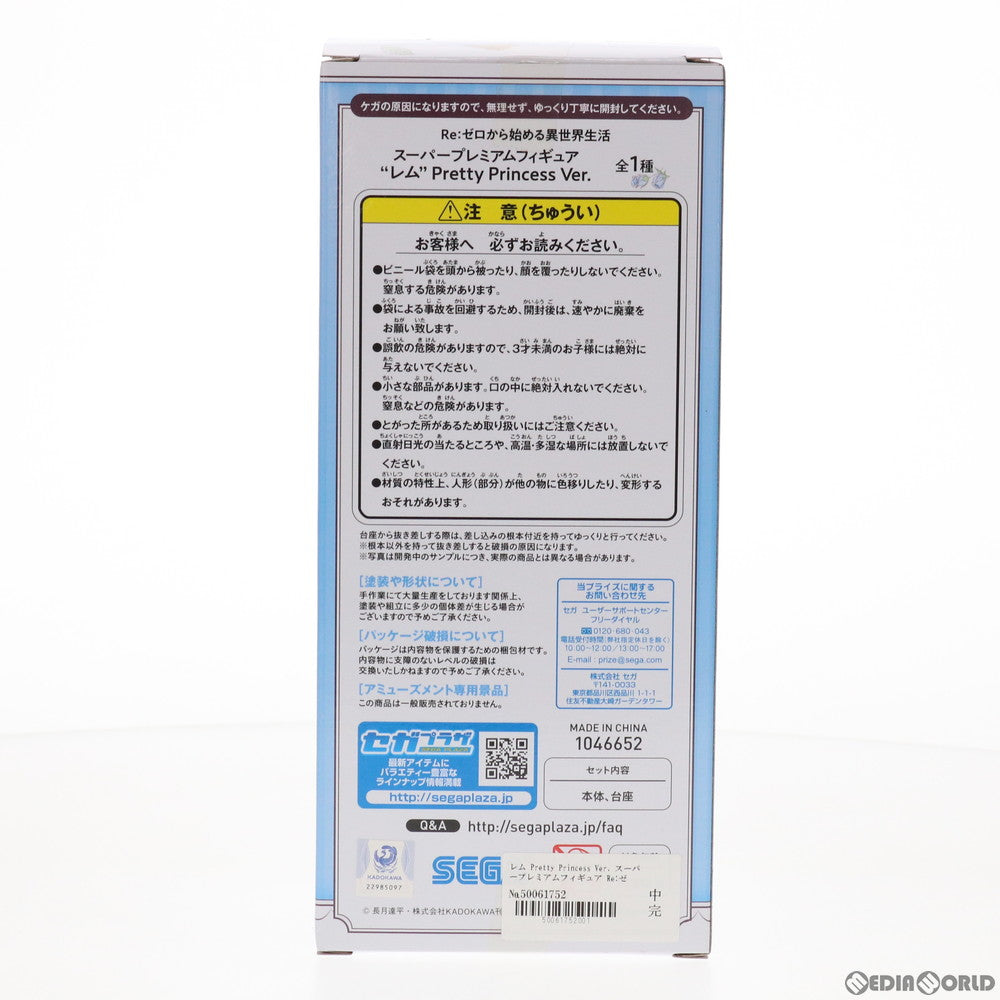 ケガの原因になりますので、無理せず、ゆっくり丁寧に開封してください。
Re:ゼロから始める異世界生活
スーパープレミアムフィギュア
“レム” Pretty Princess Ver.
全1種
⚠注 意(ちゅうい)
お客様へ 必ずお読みください。
●ビニール袋を頭から被ったり、顔を覆ったりしないでください。
窒息する危険があります。
●袋による事故を回避するため、開封後は、速やかに廃棄を
お願い致します。
●誤飲の危険がありますので、3才未満のお子様には絶対に
与えないでください。
●小さな部品があります。口の中に絶対入れないでください。
窒息などの危険があります。
●とがった所があるため取り扱いにはご注意ください。
●直射日光の当たるところや、高温・多湿な場所には放置しないで
ください。
●材質の特性上、人形(部分)が他の物に色移りしたり、変形する
おそれがあります。
台座から抜き差しする際は、差し込みの根本付近を持ってゆっくりと行ってください。
※根本以外を持って抜き差しすると破損の原因になります。
※写真は開発中のサンプルにつき、実際の商品とは異なる場合があります。
[塗装や形状について]
手作業にて大量生産をしております関係上、
塗装や組立に多少の個体差が生じる場合が
ございますので予めご了承ください。
[パッケージ破損について]
パッケージは内容物を保護するための梱包材です。
内容物に支障のないレベルの破損は
交換いたしかねますので予めご了承ください。
[アミューズメント専用景品]
この商品は一般販売されておりません。
当プライズに関する
お問い合わせ先
セガ ユーザーサポートセンター
フリーダイヤル
0120-680-043
電話受付時間(弊社指定休日を除く)
10:00~12:00/13:00~17:00
E-mail : prize@sega.com
株式会社 セガ
〒141-0033
東京都品川区西品川 1-1-1
住友不動産大崎ガーデンタワー
セガプラザ
SEGA PLAZA
最新アイテムに
バラエティー豊富な
ラインナップ情報満載
http://segaplaza.jp
MADE IN CHINA
1046652
セット内容
本体、台座
Q&A http://segaplaza.jp/faq
KADOKAWA
22985097
SEG
レム Pretty Princess Ver. スーパ
ープレミアムフィギュア Re:ゼ
№50061752
50061752001
中
完
© 長月達平・株式会社KADOKAWA刊
MEDIAWORLD